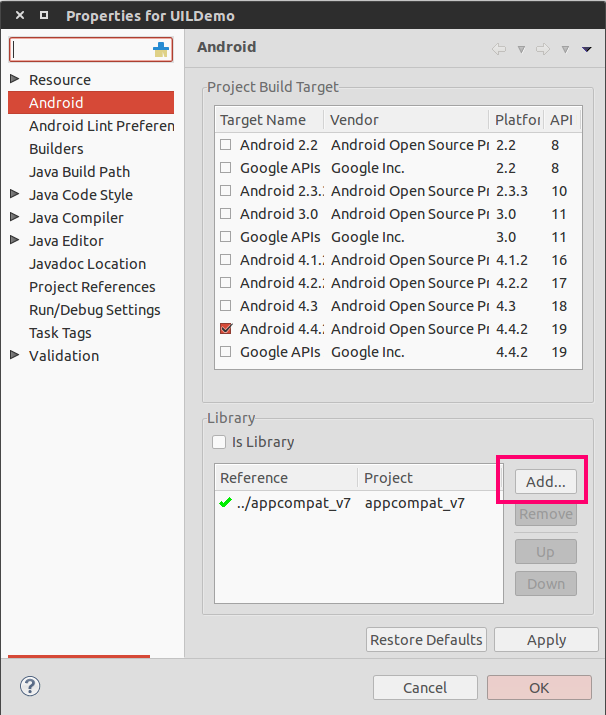 Properties for UILDemo
Android
Resource
Android
Android Lint Preferen
Builders
Java Build Path
Java Code Style
Java Compiler
Java Editor
Javadoc Location
Project References
Run/Debug Settings
Task Tags
Validation
Project Build Target
Target Name Vendor Platfor API
Android 2.2 Android Open Source Pr 2.2 8
Google APIs Google Inc. 2.2 8
Android 2.3.3 Android Open Source Pr 2.3.3 10
Android 3.0 Android Open Source Pr 3.0 11
Google APIs Google Inc. 3.0 11
Android 4.1.2 Android Open Source Pr 4.1.2 16
Android 4.2.2 Android Open Source Pr 4.2.2 17
Android 4.3 Android Open Source Pr 4.3 18
Android 4.4.2 Android Open Source Pr 4.4.2 19
Google APIs Google Inc. 4.4.2 19
Library
Is Library
Reference Project
../appcompat_v7 appcompat_v7
Add...
Remove
Up
Down
Restore Defaults Apply
? Cancel OK